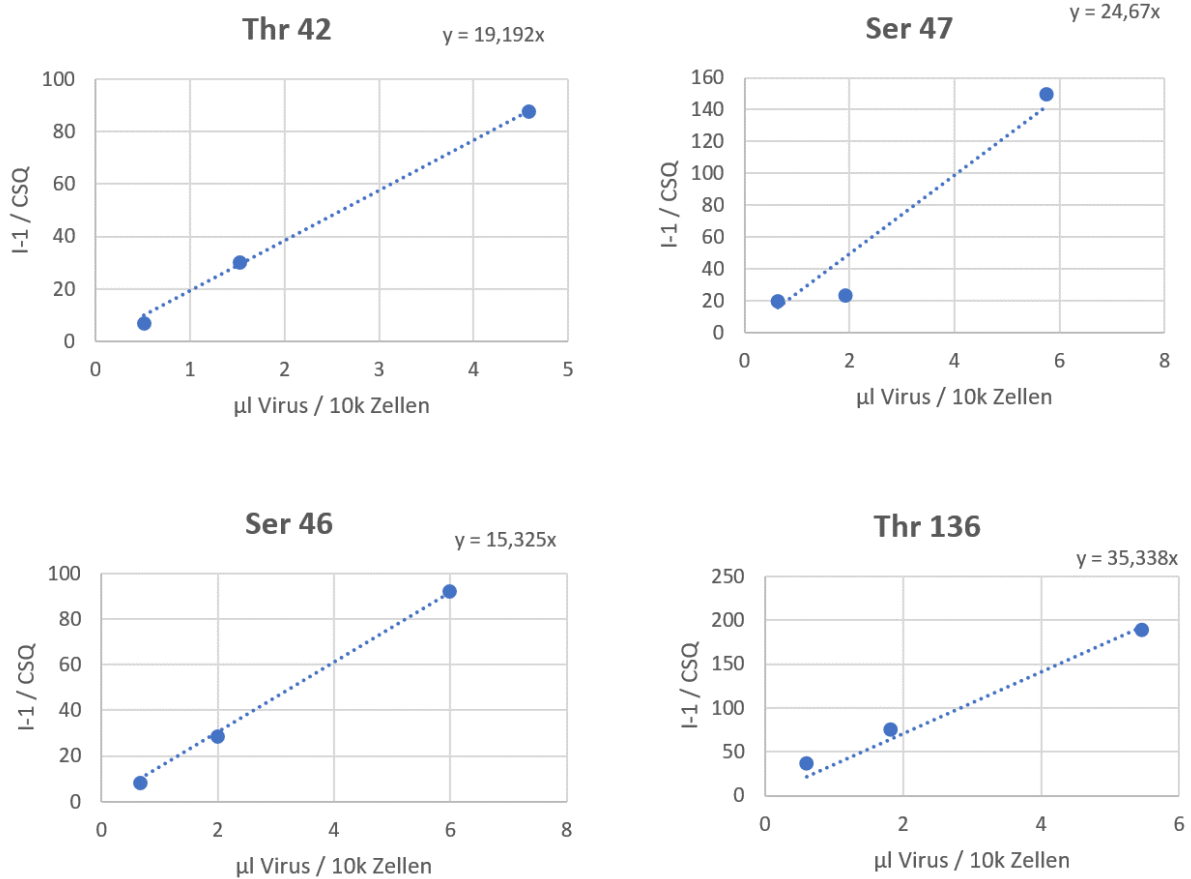 Thr 42
y = 19,192x
100
80
60
40
20
0
I-1 / CSQ
0 1 2 3 4 5
µl Virus / 10k Zellen
Ser 47
y = 24,67x
160
140
120
100
80
60
40
20
0
I-1 / CSQ
0 2 4 6 8
µl Virus / 10k Zellen
Ser 46
y = 15,325x
100
80
60
40
20
0
I-1 / CSQ
0 2 4 6 8
µl Virus / 10k Zellen
Thr 136
y = 35,338x
250
200
150
100
50
0
I-1 / CSQ
0 2 4 6
µl Virus / 10k Zellen